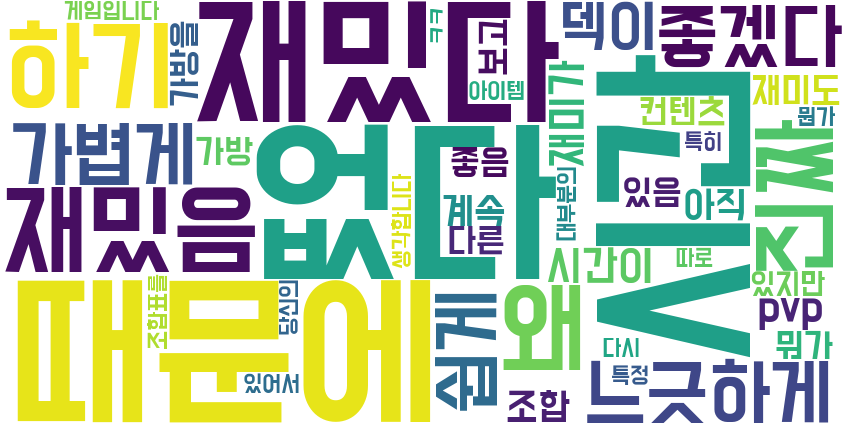 게임입니다
하기
가방을
재밌다
ㅋㅋ
보고
아이템
덱이
좋겠다
재미가
시간
컨텐츠
재미도
뭔가
특히
진짜
가볍게
가방
없다
좋음
대부분의
있음
아직
재밌음
생각합니다
계속
다른
시간이
따로
있지만
조합표를
때문에
당신의
있어서
쉽게
왜
다시
특정
pvp
뭔가
조합
느긋하게